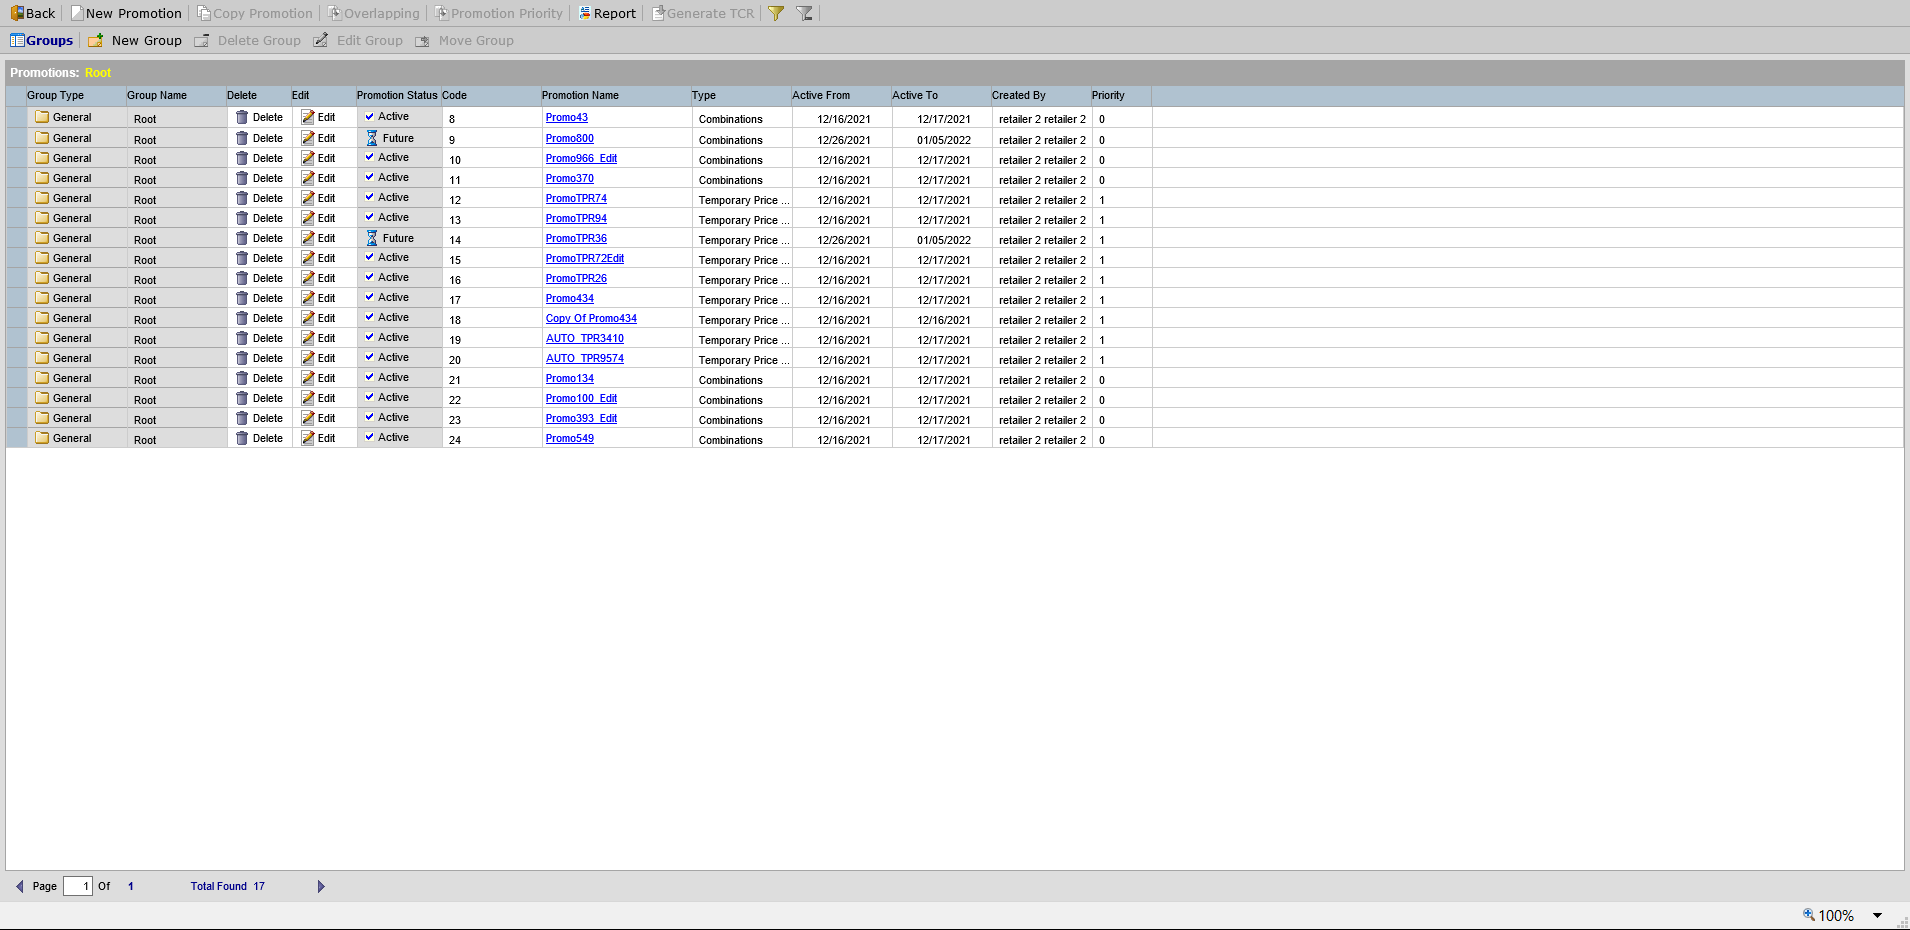 Back New Promotion Copy Promotion Overlapping Promotion Priority Report Generate TCR
Groups New Group Delete Group Edit Group Move Group
Promotions: Root
Group Type Group Name Delete Edit Promotion Status Code Promotion Name Type Active From Active To Created By Priority
General Root Delete Edit Active 8 Promo43 Combinations 12/16/2021 12/17/2021 retailer 2 retailer 2 0
General Root Delete Edit Future 9 Promo800 Combinations 12/26/2021 01/05/2022 retailer 2 retailer 2 0
General Root Delete Edit Active 10 Promo966_Edit Combinations 12/16/2021 12/17/2021 retailer 2 retailer 2 0
General Root Delete Edit Active 11 Promo370 Combinations 12/16/2021 12/17/2021 retailer 2 retailer 2 0
General Root Delete Edit Active 12 PromoTPR74 Temporary Price ... 12/16/2021 12/17/2021 retailer 2 retailer 2 1
General Root Delete Edit Active 13 PromoTPR94 Temporary Price ... 12/16/2021 12/17/2021 retailer 2 retailer 2 1
General Root Delete Edit Future 14 PromoTPR36 Temporary Price ... 12/26/2021 01/05/2022 retailer 2 retailer 2 1
General Root Delete Edit Active 15 PromoTPR72Edit Temporary Price ... 12/16/2021 12/17/2021 retailer 2 retailer 2 1
General Root Delete Edit Active 16 PromoTPR26 Temporary Price ... 12/16/2021 12/17/2021 retailer 2 retailer 2 1
General Root Delete Edit Active 17 Promo434 Temporary Price ... 12/16/2021 12/17/2021 retailer 2 retailer 2 1
General Root Delete Edit Active 18 Copy Of Promo434 Temporary Price ... 12/16/2021 12/16/2021 retailer 2 retailer 2 1
General Root Delete Edit Active 19 AUTO_TPR3410 Temporary Price ... 12/16/2021 12/17/2021 retailer 2 retailer 2 1
General Root Delete Edit Active 20 AUTO_TPR9574 Temporary Price ... 12/16/2021 12/17/2021 retailer 2 retailer 2 1
General Root Delete Edit Active 21 Promo134 Combinations 12/16/2021 12/17/2021 retailer 2 retailer 2 0
General Root Delete Edit Active 22 Promo100_Edit Combinations 12/16/2021 12/17/2021 retailer 2 retailer 2 0
General Root Delete Edit Active 23 Promo393_Edit Combinations 12/16/2021 12/17/2021 retailer 2 retailer 2 0
General Root Delete Edit Active 24 Promo549 Combinations 12/16/2021 12/17/2021 retailer 2 retailer 2 0
Page 1 Of 1 Total Found 17
100%